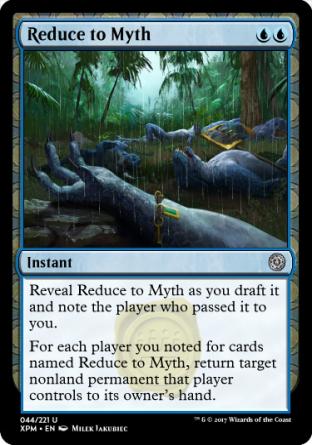 Reduce to Myth
Instant
Reveal Reduce to Myth as you draft it
and note the player who passed it to
you.
For each player you noted for cards
named Reduce to Myth, return target
nonland permanent that player
controls to its owner's hand.
044/221 U
XPM • EN Milek Jakubiec
™ & © 2017 Wizards of the Coast